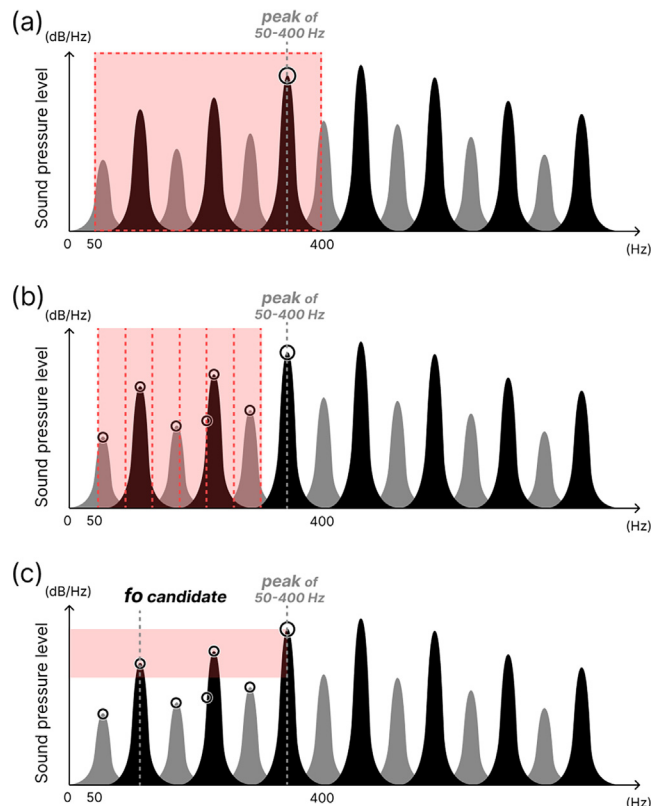 (a)
(dB/Hz)
peak of
50-400 Hz
Sound pressure level
0 50 400 (Hz)
(b)
(dB/Hz)
peak of
50-400 Hz
Sound pressure level
0 50 400 (Hz)
(c)
(dB/Hz)
fo candidate
peak of
50-400 Hz
Sound pressure level
0 50 400 (Hz)